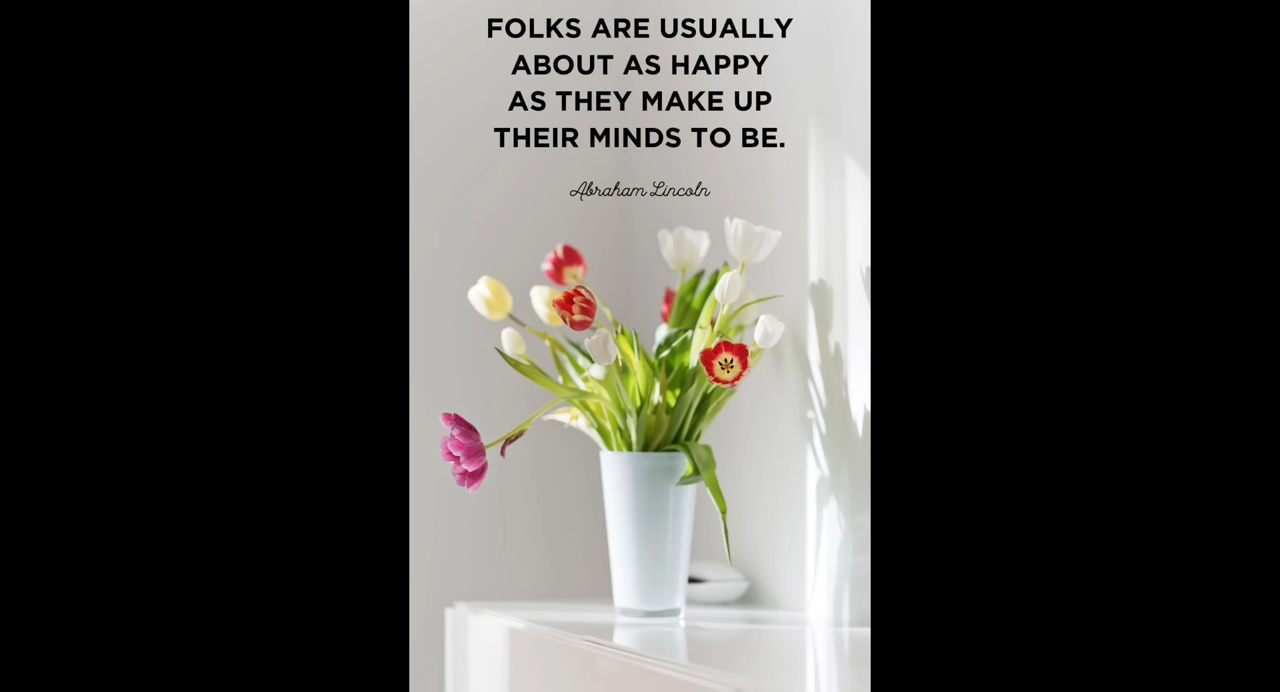 FOLKS ARE USUALLY
ABOUT AS HAPPY
AS THEY MAKE UP
THEIR MINDS TO BE.
Abraham Lincoln